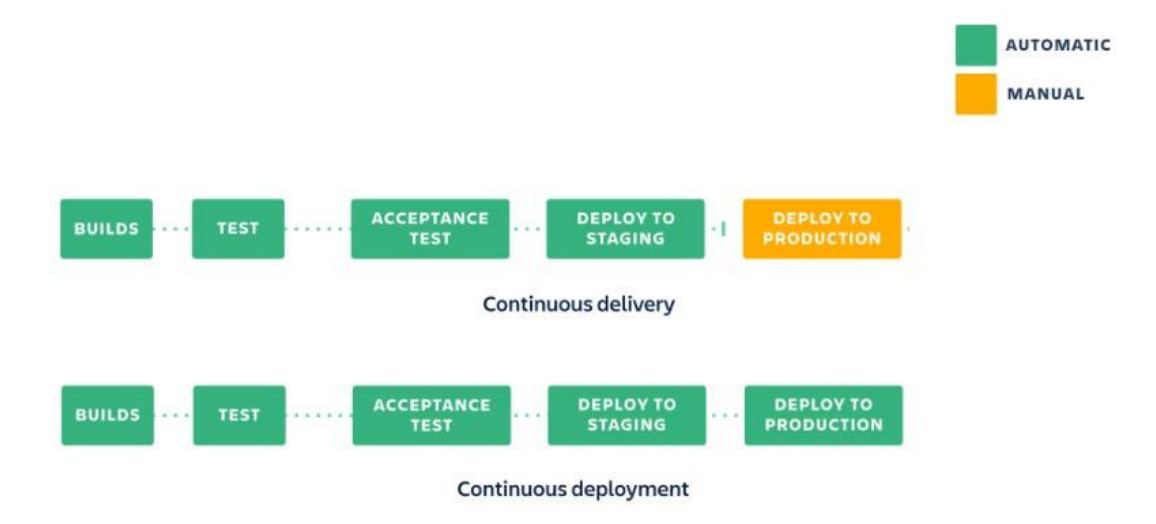 AUTOMATIC
MANUAL
BUILDS
TEST
ACCEPTANCE
TEST
DEPLOY TO
STAGING
DEPLOY TO
PRODUCTION
Continuous delivery
BUILDS
TEST
ACCEPTANCE
TEST
DEPLOY TO
STAGING
DEPLOY TO
PRODUCTION
Continuous deployment